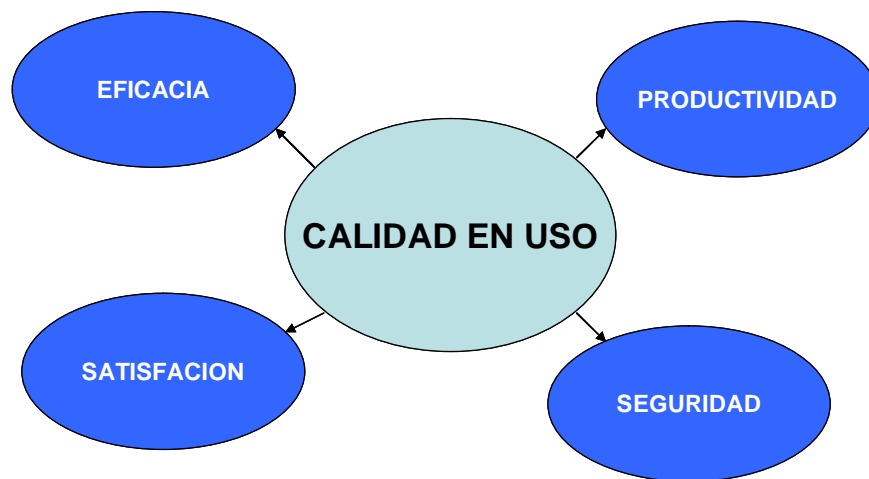 EFICACIA
PRODUCTIVIDAD
CALIDAD EN USO
SATISFACION
SEGURIDAD